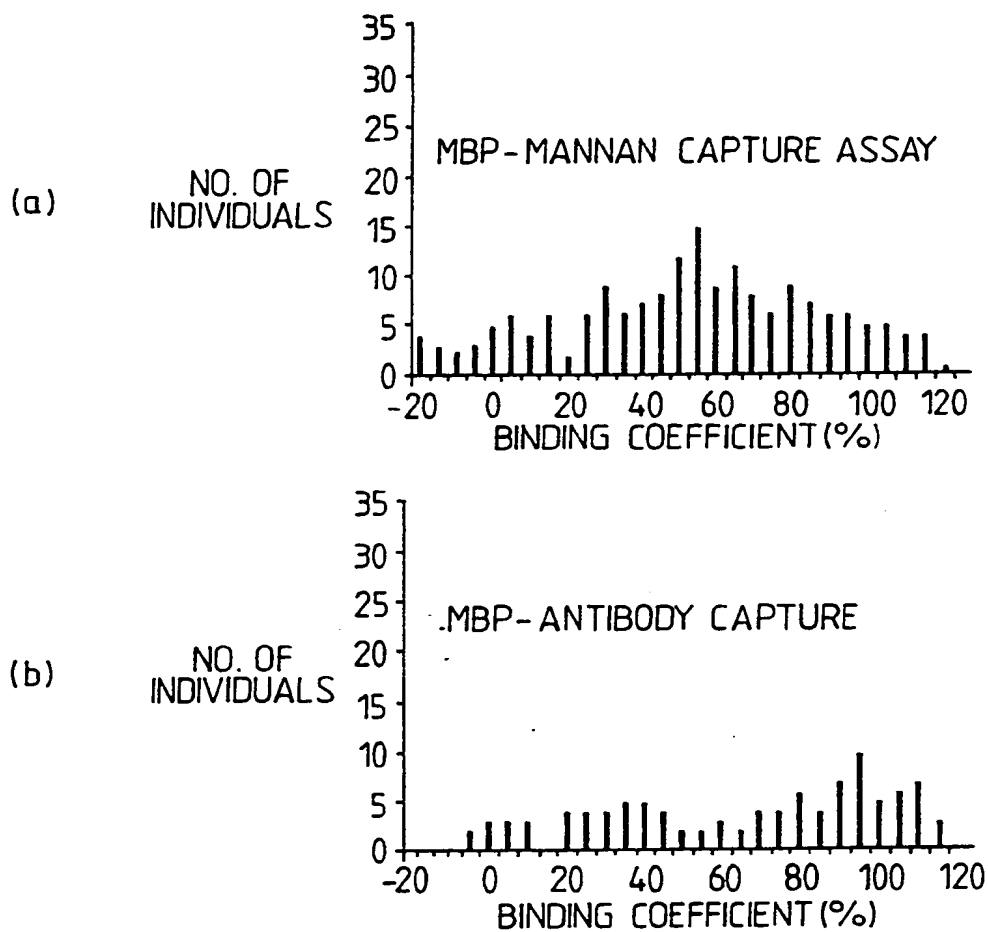 (a)
NO. OF
INDIVIDUALS
35
30
25
20
15
10
5
0
MBP-MANNAN CAPTURE ASSAY
-20 0 20 40 60 80 100 120
BINDING COEFFICIENT (%)
(b)
NO. OF
INDIVIDUALS
35
30
25
20
15
10
5
0
.MBP-ANTIBODY CAPTURE
-20 0 20 40 60 80 100 120
BINDING COEFFICIENT (%)